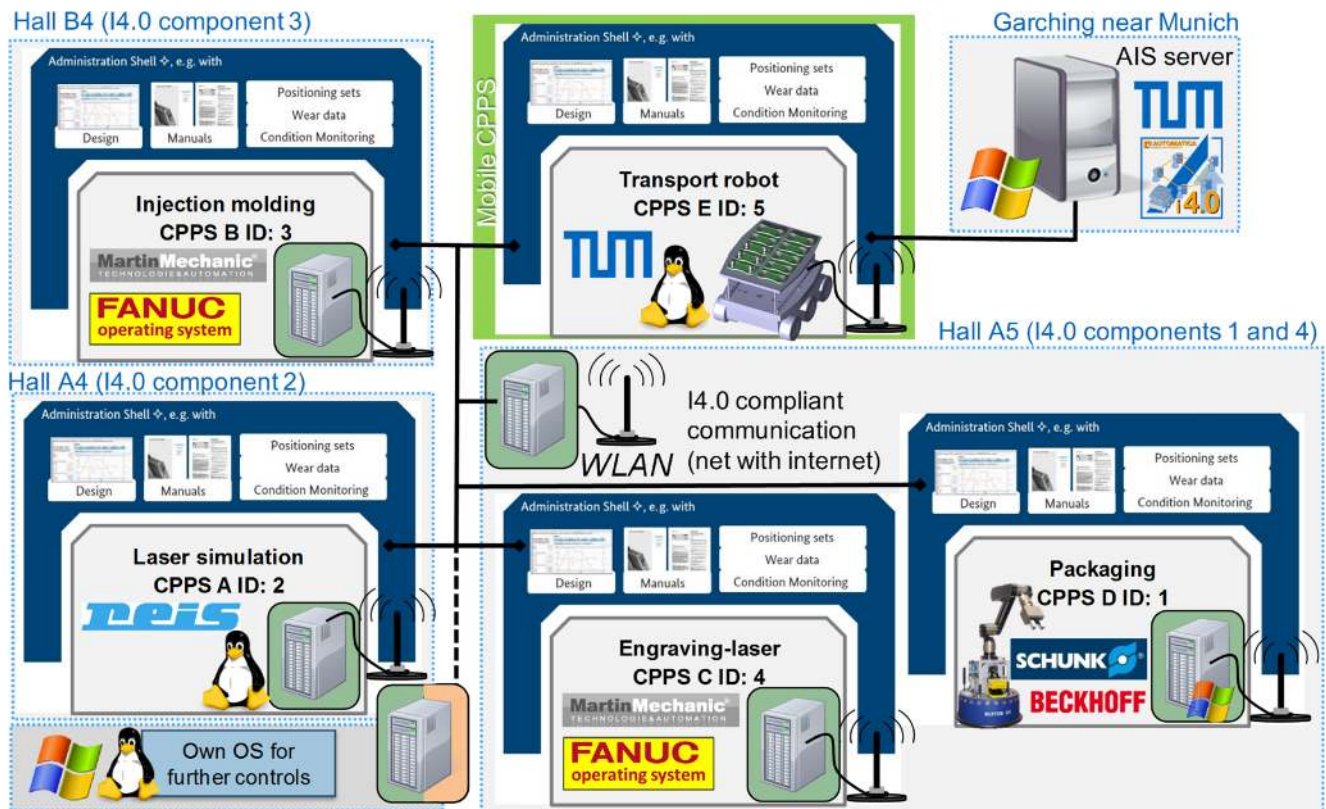 Hall B4 (I4.0 component 3)
Administration Shell ✧, e.g. with
Design
Manuals
Positioning sets
Wear data
Condition Monitoring
Injection molding
CPPS B ID: 3
MartinMechanic®
TECHNOLOGIE&AUTOMATION
FANUC
operating system
Mobile CPPS
Administration Shell ✧, e.g. with
Design
Manuals
Positioning sets
Wear data
Condition Monitoring
Transport robot
CPPS E ID: 5
TUM
Garching near Munich
AIS server
TUM
AUTOMATICA
i4.0
Hall A4 (I4.0 component 2)
Administration Shell ✧, e.g. with
Design
Manuals
Positioning sets
Wear data
Condition Monitoring
Laser simulation
CPPS A ID: 2
reis
Own OS for
further controls
Hall A5 (I4.0 components 1 and 4)
WLAN
I4.0 compliant
communication
(net with internet)
Administration Shell ✧, e.g. with
Design
Manuals
Positioning sets
Wear data
Condition Monitoring
Engraving-laser
CPPS C ID: 4
MartinMechanic®
TECHNOLOGIE&AUTOMATION
FANUC
operating system
Administration Shell ✧, e.g. with
Design
Manuals
Positioning sets
Wear data
Condition Monitoring
Packaging
CPPS D ID: 1
SCHUNK
BECKHOFF